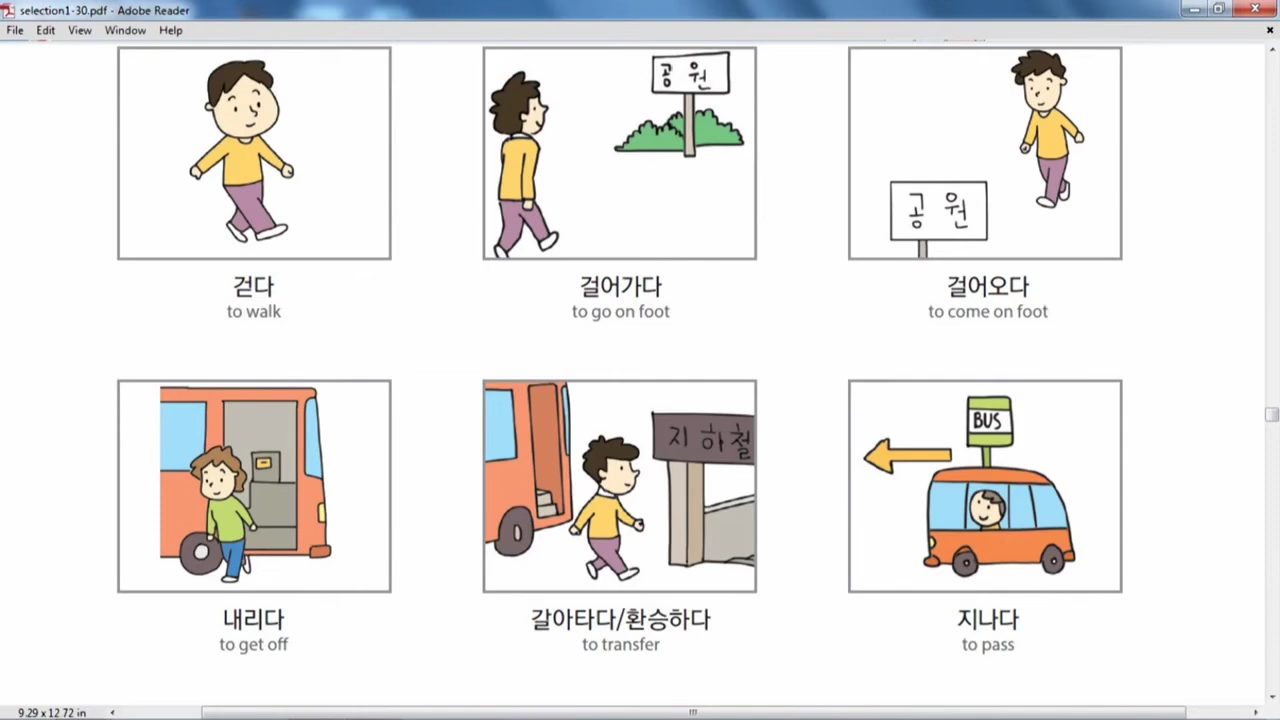 selection1-30.pdf - Adobe Reader
File Edit View Window Help
공 원
공 원
걷다
to walk
걸어가다
to go on foot
걸어오다
to come on foot
지하철
BUS
내리다
to get off
갈아타다/환승하다
to transfer
지나다
to pass
9.29 x 12.72 in